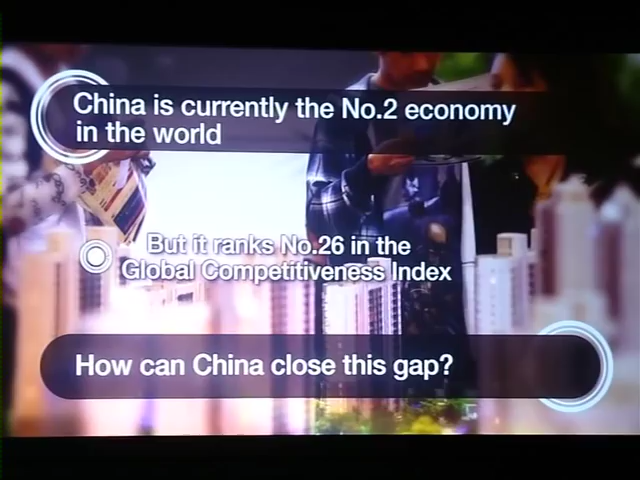 China is currently the No.2 economy
in the world
But it ranks No.26 in the
Global Competitiveness Index
How can China close this gap?